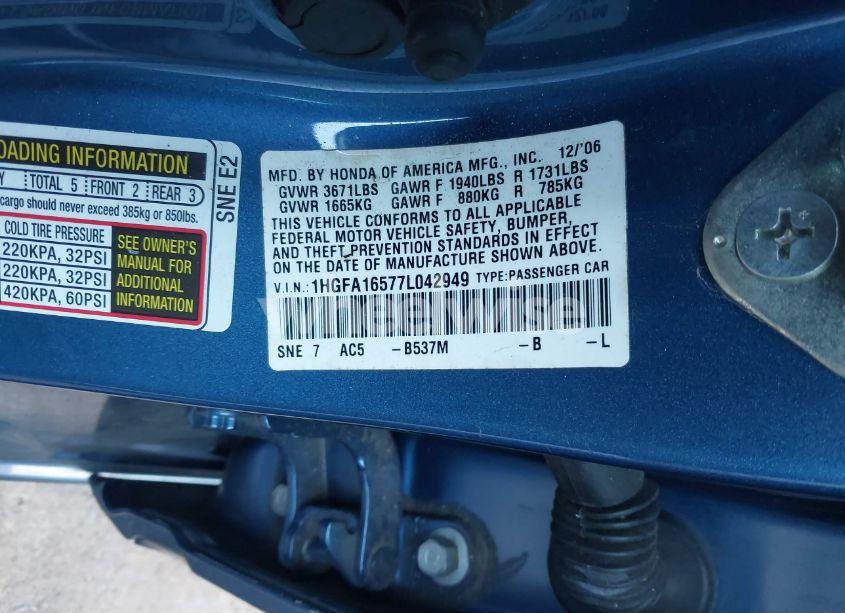 OADING INFORMATION
Y TOTAL 5 FRONT 2 REAR 3
cargo should never exceed 385kg or 850lbs.
COLD TIRE PRESSURE
220KPA, 32PSI
220KPA, 32PSI
420KPA, 60PSI
SEE OWNER'S
MANUAL FOR
ADDITIONAL
INFORMATION
SNE E2
MFD. BY HONDA OF AMERICA MFG., INC. 12/'06
GVWR 3671LBS GAWR F 1940LBS R 1731LBS
GVWR 1665KG GAWR F 880KG R 785KG
THIS VEHICLE CONFORMS TO ALL APPLICABLE
FEDERAL MOTOR VEHICLE SAFETY, BUMPER,
AND THEFT PREVENTION STANDARDS IN EFFECT
ON THE DATE OF MANUFACTURE SHOWN ABOVE.
V.I.N.: 1HGFA16577L042949 TYPE:PASSENGER CAR
SNE 7 AC5 -B537M -B -L